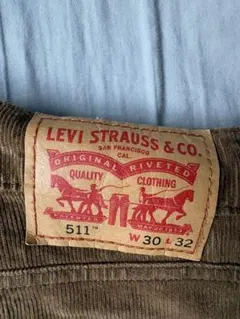 LEVI STRAUSS & CO.
SAN FRANCISCO
CAL.
ORIGINAL RIVETED
QUALITY CLOTHING
511™ W 30 L 32